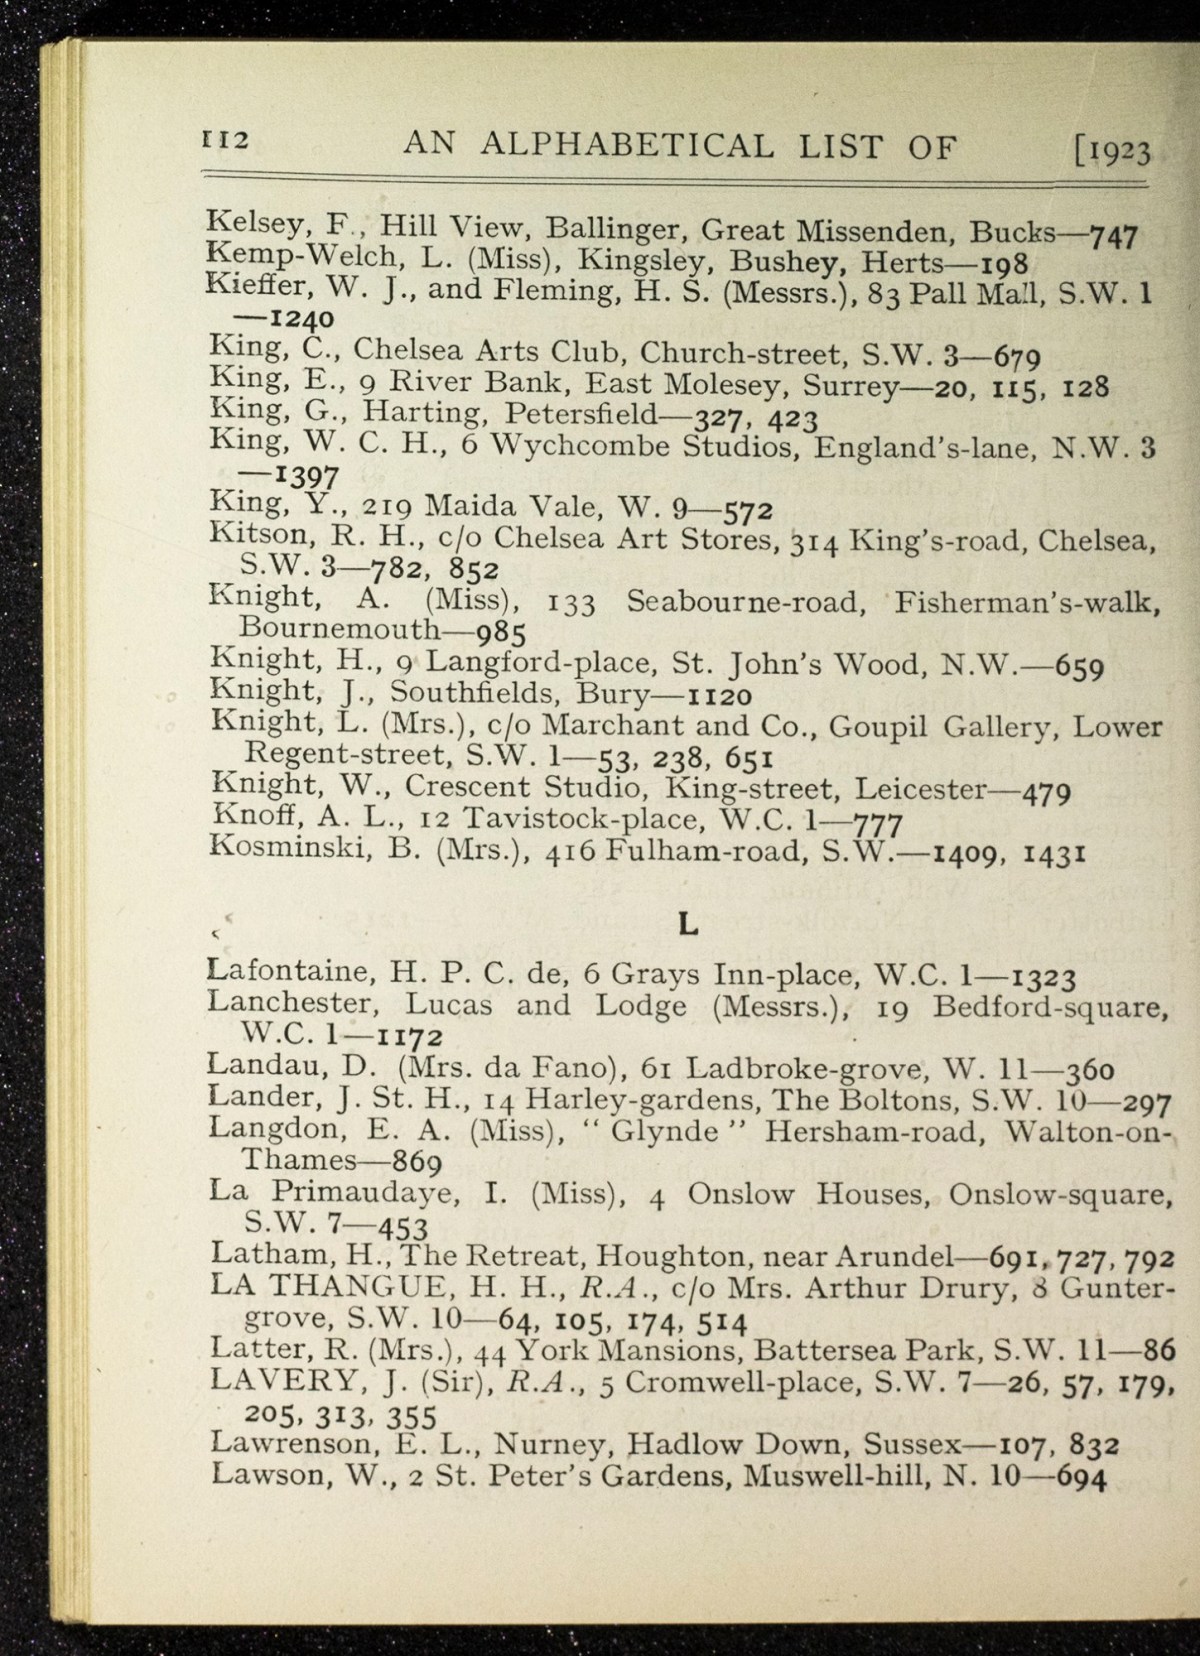 112 AN ALPHABETICAL LIST OF [1923
Kelsey, F., Hill View, Ballinger, Great Missenden, Bucks—747
Kemp-Welch, L. (Miss), Kingsley, Bushey, Herts—198
Kieffer, W. J., and Fleming, H. S. (Messrs.), 83 Pall Mall, S.W. 1
—1240
King, C., Chelsea Arts Club, Church-street, S.W. 3—679
King, E., 9 River Bank, East Molesey, Surrey—20, 115, 128
King, G., Harting, Petersfield—327, 423
King, W. C. H., 6 Wychcombe Studios, England's-lane, N.W. 3
—1397
King, Y., 219 Maida Vale, W. 9—572
Kitson, R. H., c/o Chelsea Art Stores, 314 King's-road, Chelsea,
S.W. 3—782, 852
Knight, A. (Miss), 133 Seabourne-road, Fisherman's-walk,
Bournemouth—985
Knight, H., 9 Langford-place, St. John's Wood, N.W.—659
Knight, J., Southfields, Bury—1120
Knight, L. (Mrs.), c/o Marchant and Co., Goupil Gallery, Lower
Regent-street, S.W. 1—53, 238, 651
Knight, W., Crescent Studio, King-street, Leicester—479
Knoff, A. L., 12 Tavistock-place, W.C. 1—777
Kosminski, B. (Mrs.), 416 Fulham-road, S.W.—1409, 1431
L
Lafontaine, H. P. C. de, 6 Grays Inn-place, W.C. 1—1323
Lanchester, Lucas and Lodge (Messrs.), 19 Bedford-square,
W.C. 1—1172
Landau, D. (Mrs. da Fano), 61 Ladbroke-grove, W. 11—360
Lander, J. St. H., 14 Harley-gardens, The Boltons, S.W. 10—297
Langdon, E. A. (Miss), “ Glynde ” Hersham-road, Walton-on-
Thames—869
La Primaudaye, I. (Miss), 4 Onslow Houses, Onslow-square,
S.W. 7—453
Latham, H., The Retreat, Houghton, near Arundel—691, 727, 792
LA THANGUE, H. H., R.A., c/o Mrs. Arthur Drury, 8 Gunter-
grove, S.W. 10—64, 105, 174, 514
Latter, R. (Mrs.), 44 York Mansions, Battersea Park, S.W. 11—86
LAVERY, J. (Sir), R.A., 5 Cromwell-place, S.W. 7—26, 57, 179,
205, 313, 355
Lawrenson, E. L., Nurney, Hadlow Down, Sussex—107, 832
Lawson, W., 2 St. Peter's Gardens, Muswell-hill, N. 10—694